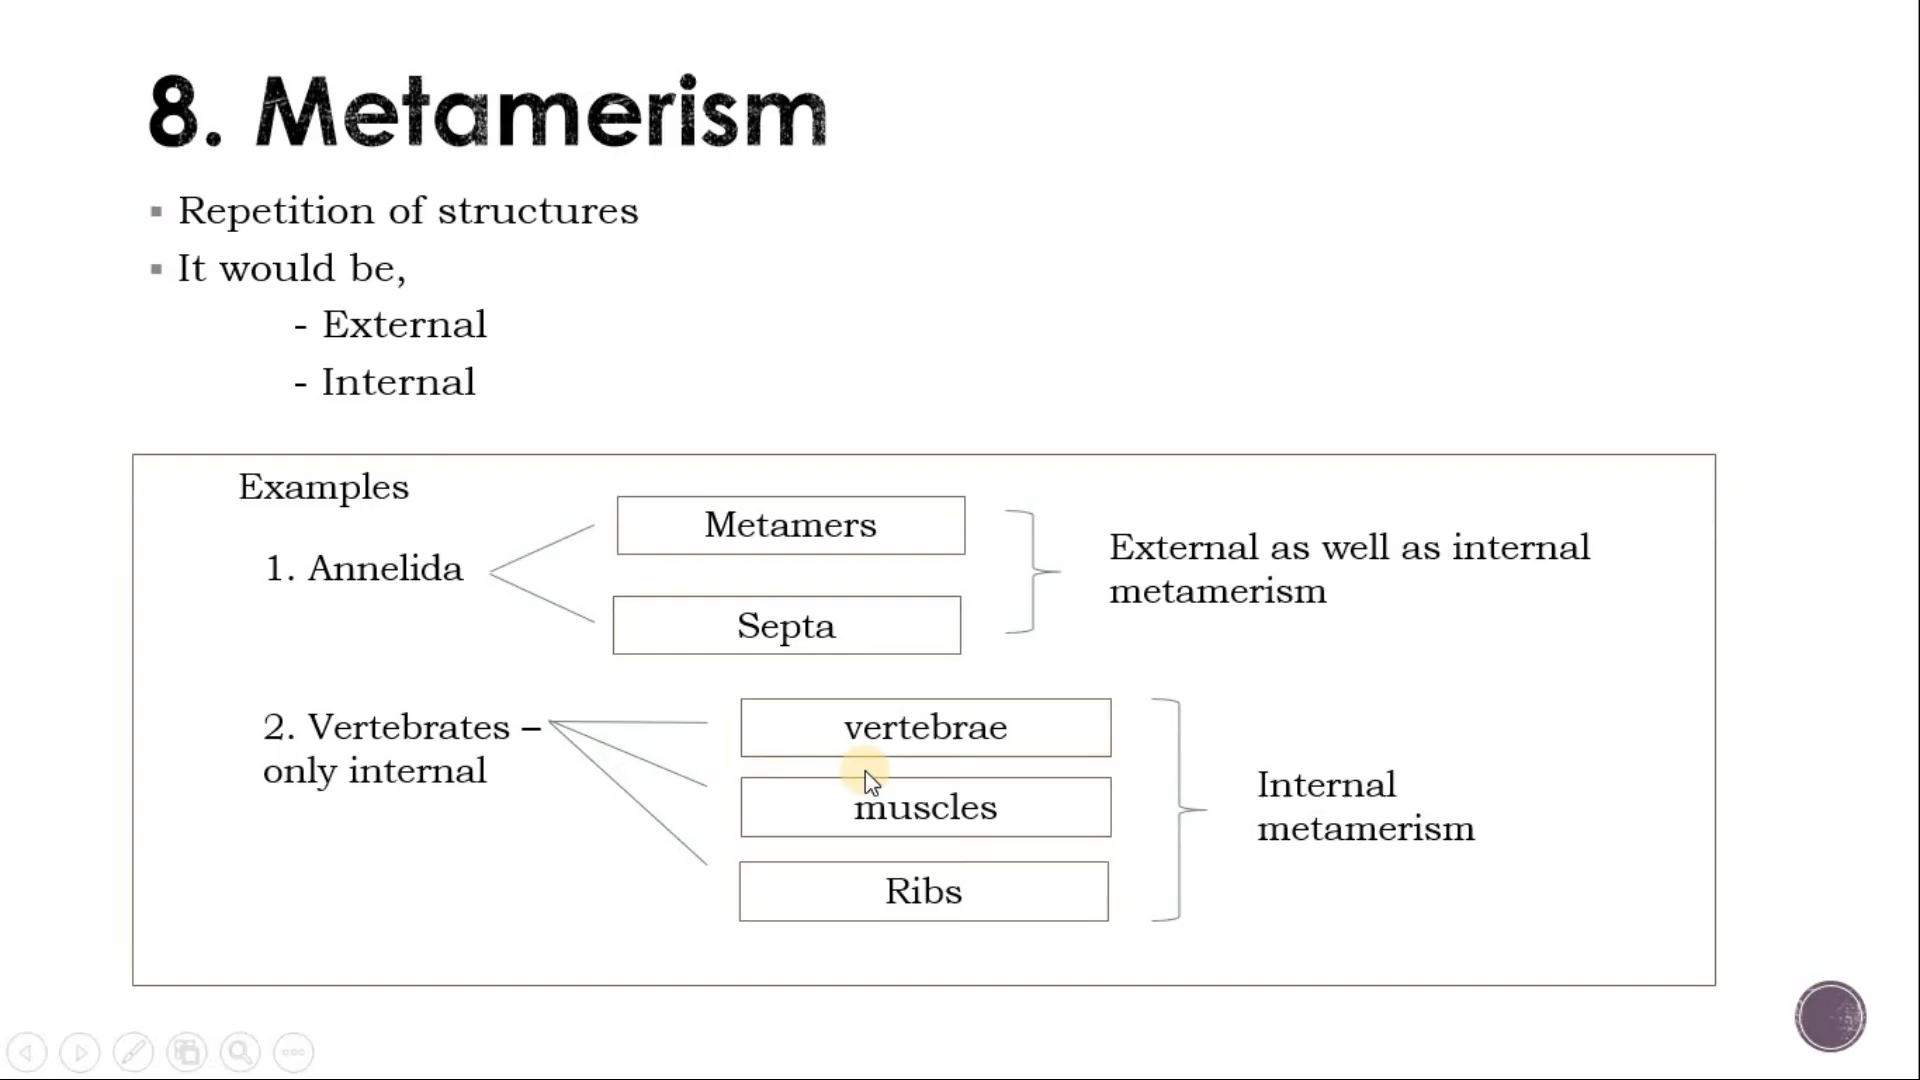 8. Metamerism
▪ Repetition of structures
▪ It would be,
- External
- Internal
Examples
1. Annelida
Metamers
Septa
External as well as internal
metamerism
2. Vertebrates –
only internal
vertebrae
muscles
Ribs
Internal
metamerism